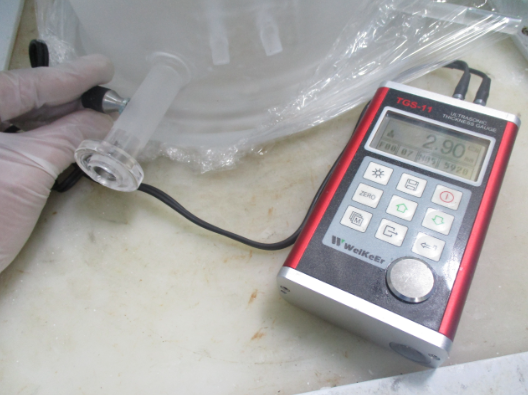 TGS-11
ULTRASONIC
THICKNESS GAUGE
2.90
ZERO
M
WelKeEr